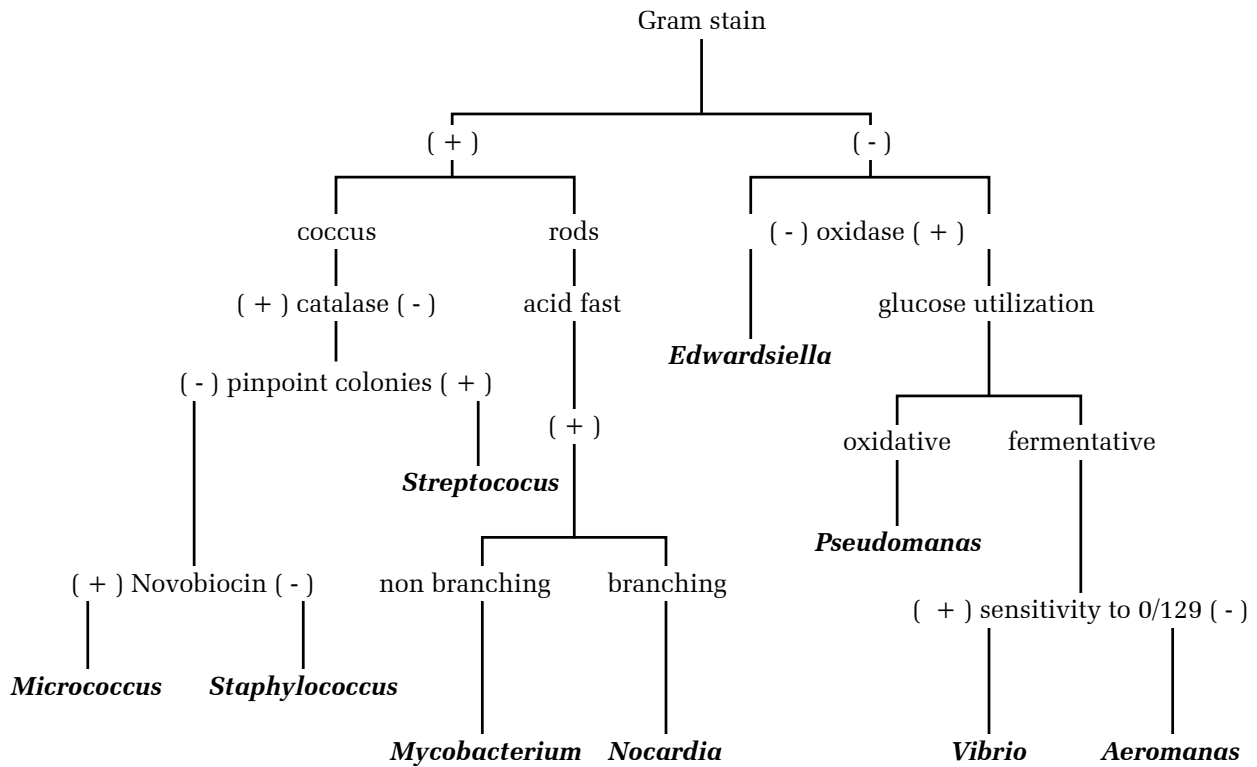 Gram stain
( + )
( - )
coccus
rods
( - ) oxidase ( + )
( + ) catalase ( - )
acid fast
glucose utilization
Edwardsiella
( - ) pinpoint colonies ( + )
( + )
oxidative
fermentative
Streptococus
Pseudomanas
( + ) Novobiocin ( - )
non branching
branching
( + ) sensitivity to 0/129 ( - )
Micrococcus
Staphylococcus
Mycobacterium
Nocardia
Vibrio
Aeromanas